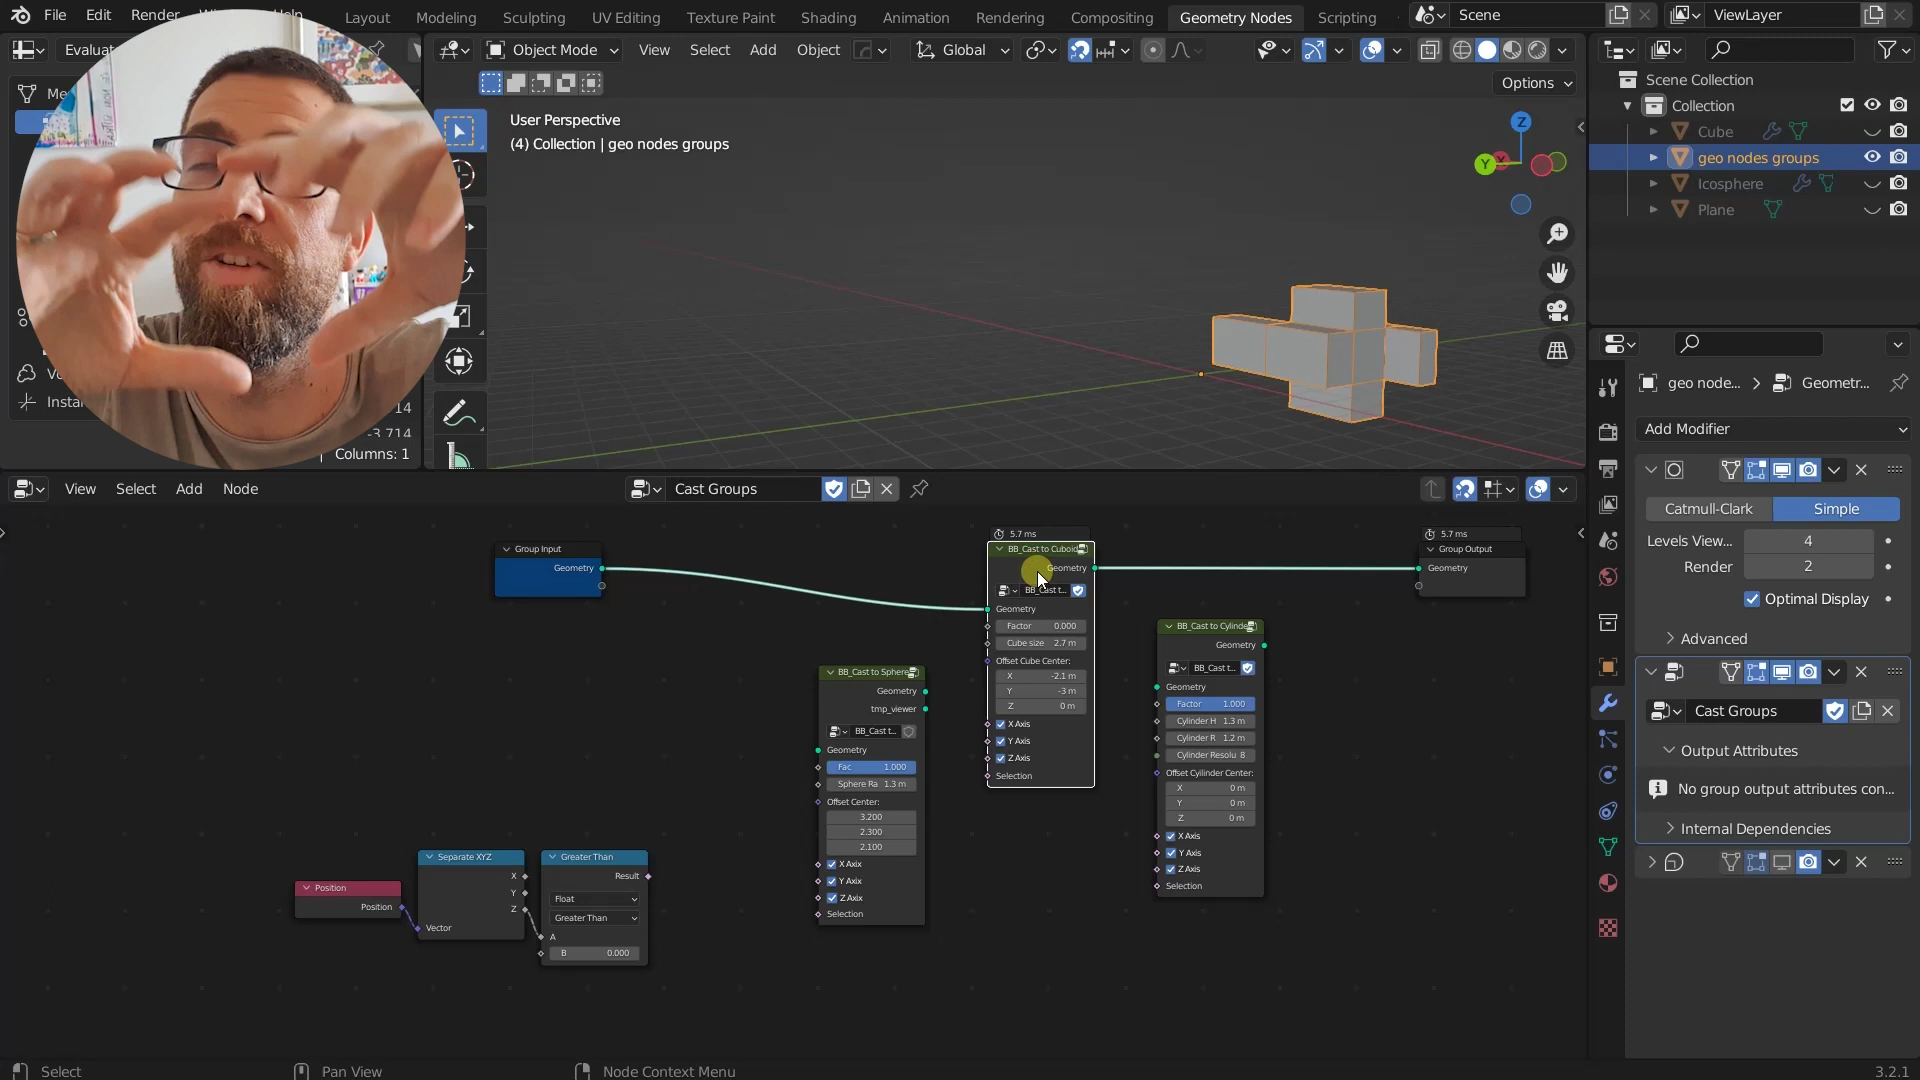 File Edit Render Help Layout Modeling Sculpting UV Editing Texture Paint Shading Animation Rendering Compositing Geometry Nodes Scripting Scene ViewLayer
Object Mode View Select Add Object Global
Options
User Perspective
(4) Collection | geo nodes groups
Z
Y
X
14
-3.714
Columns: 1
Scene Collection
Collection
Cube
geo nodes groups
Icosphere
Plane
geo node... Geometr...
Add Modifier
Catmull-Clark Simple
Levels View... 4
Render 2
Optimal Display
Advanced
Cast Groups
Output Attributes
No group output attributes con...
Internal Dependencies
View Select Add Node Cast Groups
Group Input
Geometry
5.7 ms
BB_Cast to Cuboid
Geometry
BB_Cast t...
Geometry
Factor 0.000
Cube size 2.7 m
Offset Cube Center:
X -2.1 m
Y -3 m
Z 0 m
X Axis
Y Axis
Z Axis
Selection
5.7 ms
Group Output
Geometry
BB_Cast to Cylinde
Geometry
BB_Cast t...
Geometry
Factor 1.000
Cylinder H 1.3 m
Cylinder R 1.2 m
Cylinder Resolu 8
Offset Cylinder Center:
X 0 m
Y 0 m
Z 0 m
X Axis
Y Axis
Z Axis
Selection
BB_Cast to Sphere
Geometry
tmp_viewer
BB_Cast t...
Geometry
Fac 1.000
Sphere Ra 1.3 m
Offset Center:
3.200
2.300
2.100
X Axix
Y Axis
Z Axis
Selection
Position
Position
Separate XYZ
X
Y
Z
Vector
Greater Than
Result
Float
Greater Than
A
B 0.000
Select Pan View Node Context Menu 3.2.1